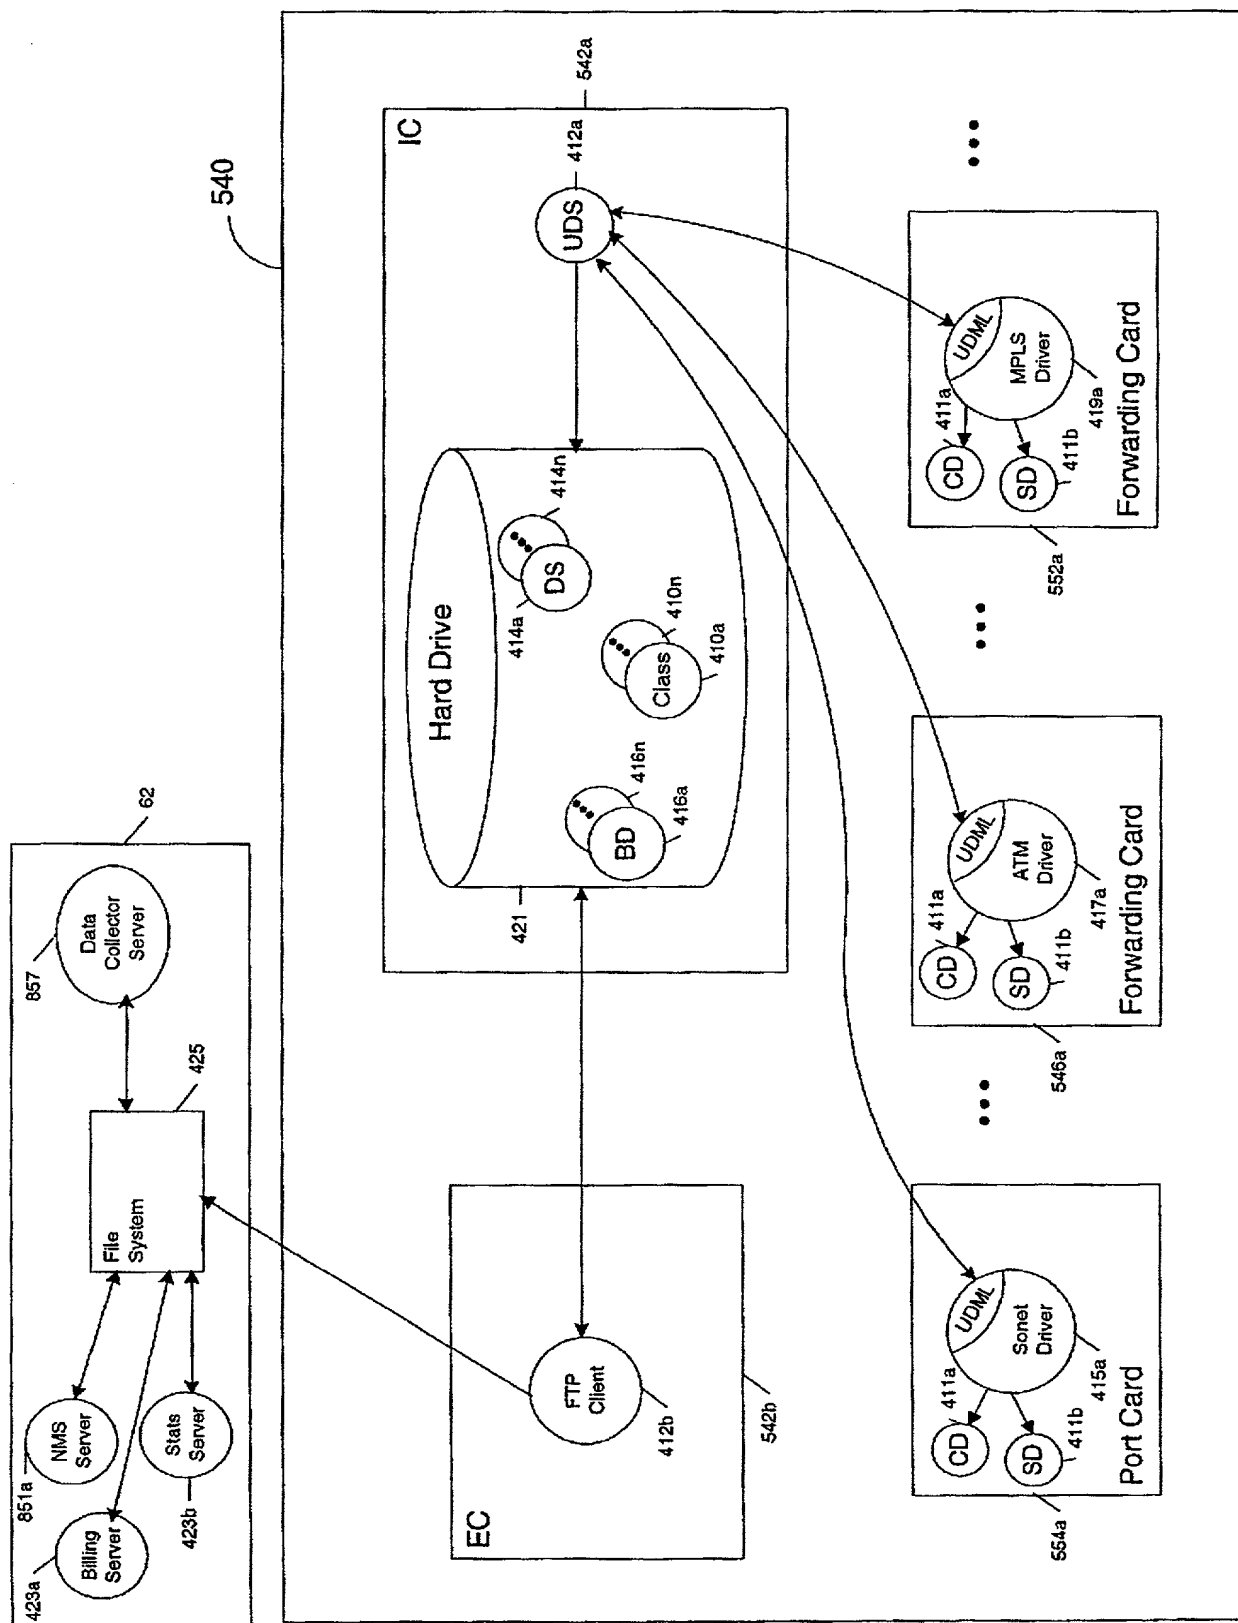 62
857
Data
Collector
Server
425
File
System
851a
NMS
Server
423a
Billing
Server
Stats
Server
423b
540
EC
FTP
Client
412b
542b
IC
542a
421
Hard Drive
414a
DS
414n
416n
BD
416a
410n
Class
410a
UDS
412a
554a
CD
411a
SD
411b
UDML
Sonet
Driver
415a
Port Card
546a
CD
411a
SD
411b
UDML
ATM
Driver
417a
Forwarding Card
552a
CD
411a
SD
411b
UDML
MPLS
Driver
419a
Forwarding Card